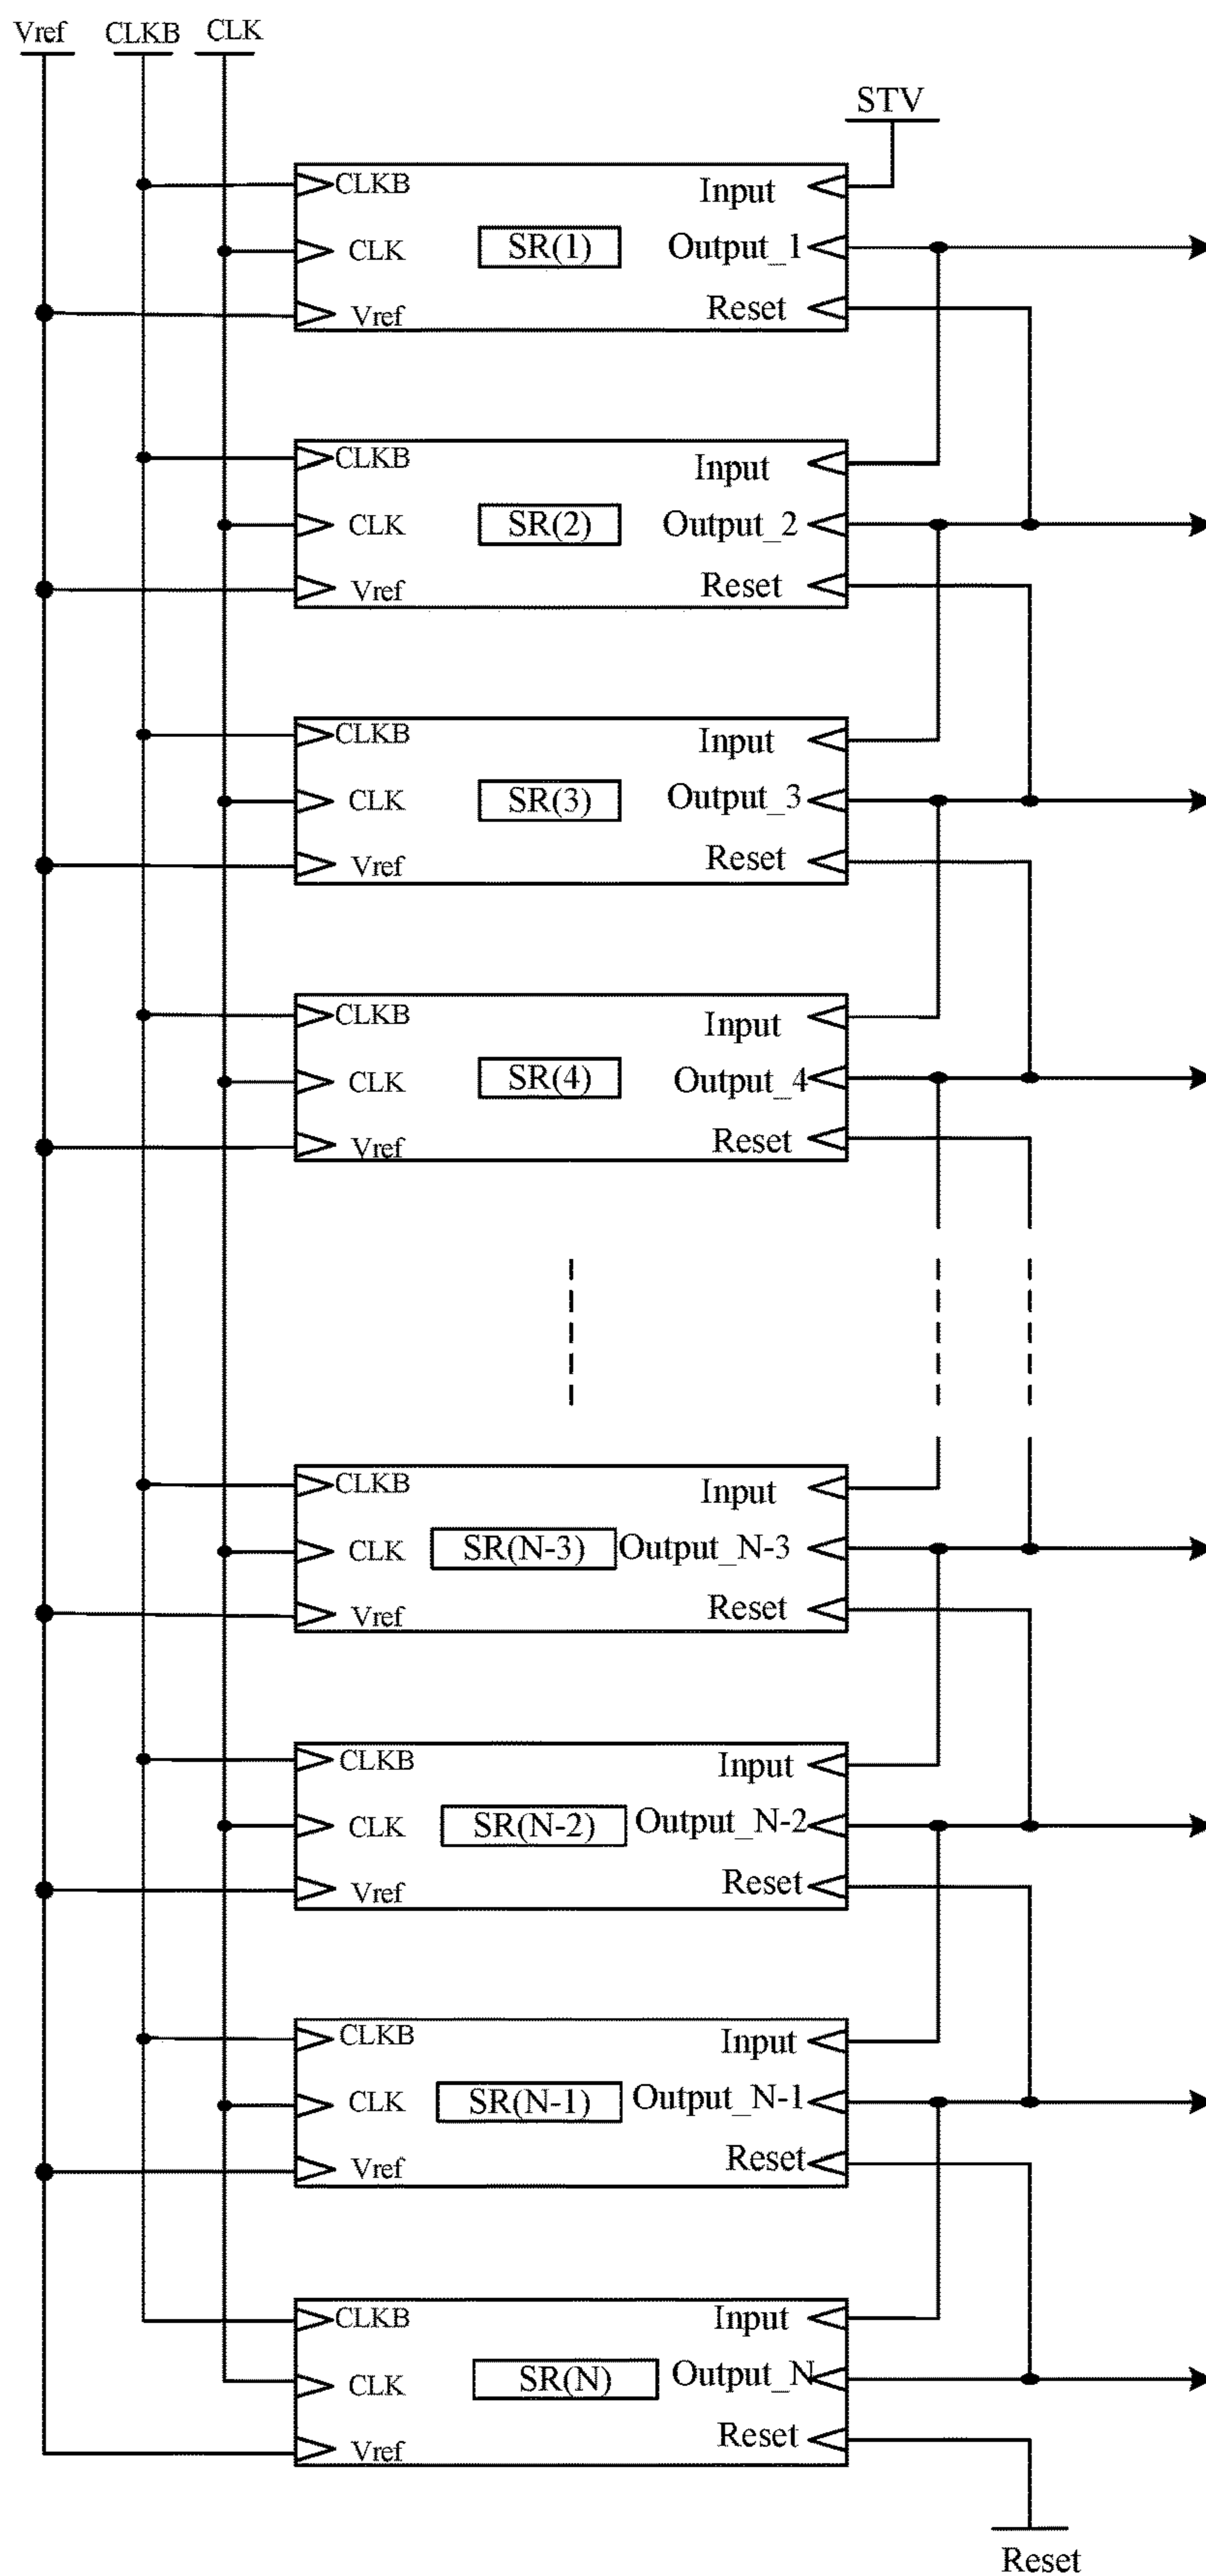 Vref CLKB CLK
STV
CLKB Input
CLK SR(1) Output_1
Vref Reset
CLKB Input
CLK SR(2) Output_2
Vref Reset
CLKB Input
CLK SR(3) Output_3
Vref Reset
CLKB Input
CLK SR(4) Output_4
Vref Reset
CLKB Input
CLK SR(N-3) Output_N-3
Vref Reset
CLKB Input
CLK SR(N-2) Output_N-2
Vref Reset
CLKB Input
CLK SR(N-1) Output_N-1
Vref Reset
CLKB Input
CLK SR(N) Output_N
Vref Reset
Reset